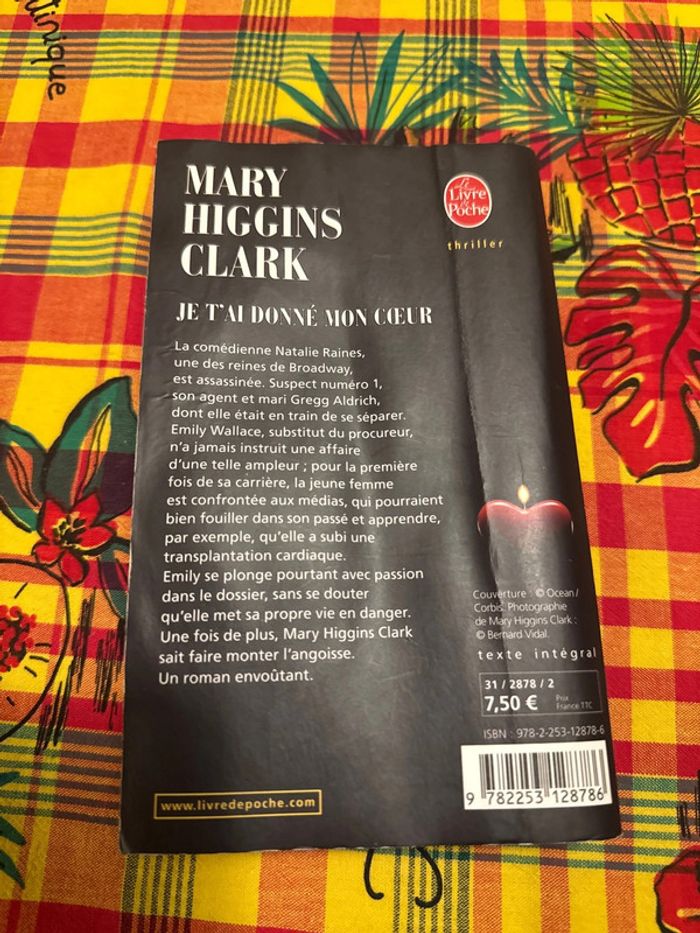 MARY
HIGGINS
CLARK
JE T'AI DONNÉ MON CŒUR
La comédienne Natalie Raines,
une des reines de Broadway,
est assassinée. Suspect numéro 1,
son agent et mari Gregg Aldrich,
dont elle était en train de se séparer.
Emily Wallace, substitut du procureur,
n'a jamais instruit une affaire
d'une telle ampleur ; pour la première
fois de sa carrière, la jeune femme
est confrontée aux médias, qui pourraient
bien fouiller dans son passé et apprendre,
par exemple, qu'elle a subi une
transplantation cardiaque.
Emily se plonge pourtant avec passion
dans le dossier, sans se douter
qu'elle met sa propre vie en danger.
Une fois de plus, Mary Higgins Clark
sait faire monter l'angoisse.
Un roman envoûtant.
www.livredepoche.com
Le
Livre
de
Poche
thriller
Couverture : © Ocean /
Corbis. Photographie
de Mary Higgins Clark :
© Bernard Vidal.
texte intégral
31 / 2878 / 2
7,50 €
Prix
France TTC
ISBN : 978-2-253-12878-6
9 782253 128786